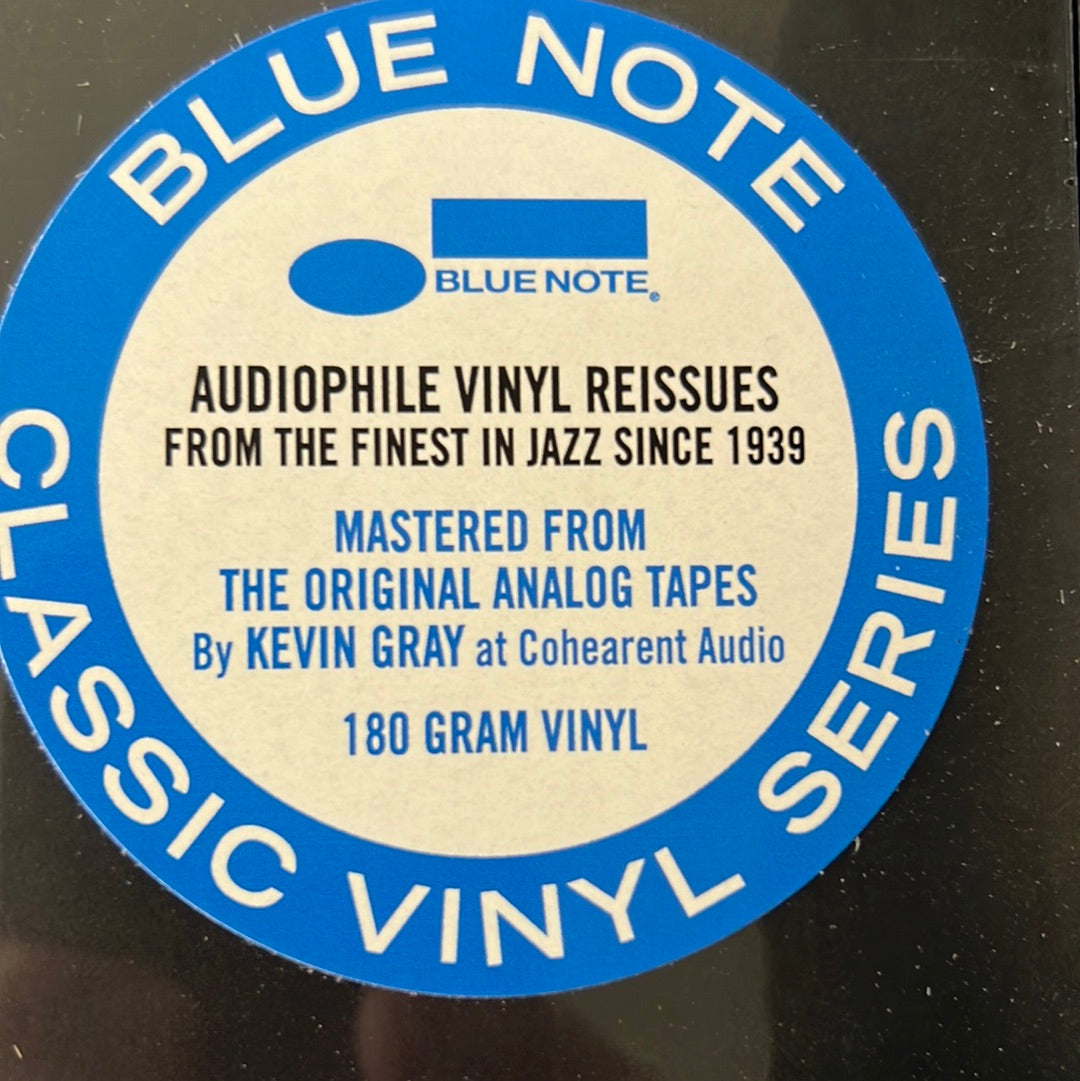 BLUE NOTE
BLUE NOTE®
AUDIOPHILE VINYL REISSUES
FROM THE FINEST IN JAZZ SINCE 1939
MASTERED FROM
THE ORIGINAL ANALOG TAPES
By KEVIN GRAY at Cohearent Audio
180 GRAM VINYL
CLASSIC VINYL SERIES